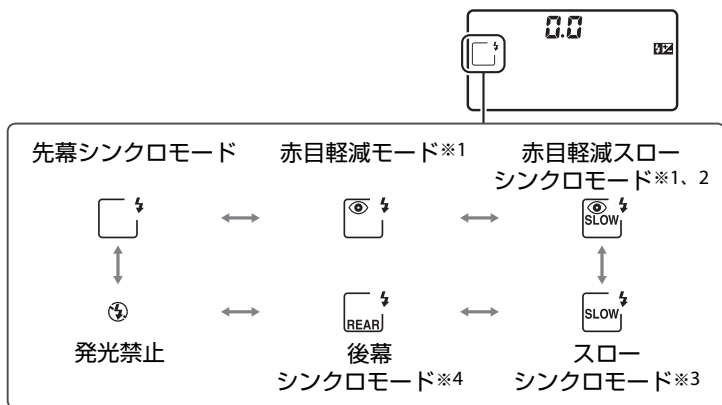 0.0
先幕シンクロモード
赤目軽減モード※1
赤目軽減スロー
シンクロモード※1、2
SLOW
REAR
SLOW
発光禁止
後幕
シンクロモード※4
スロー
シンクロモード※3